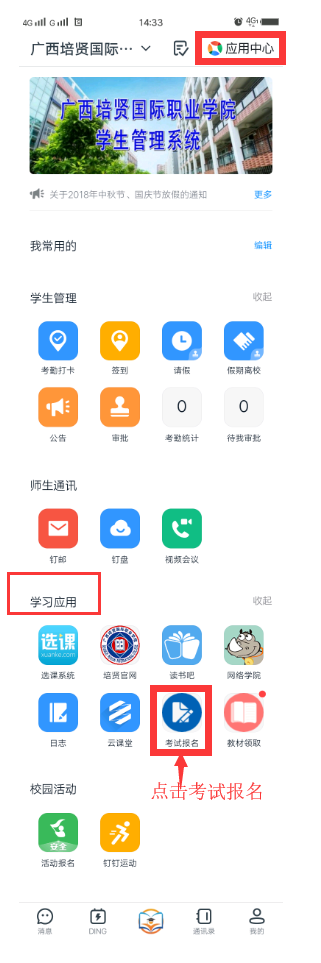 4G G 14:33 4G
广西培贤国际… 应用中心
广西培贤国际职业学院
学生管理系统
关于2018年中秋节、国庆节放假的通知 更多
我常用的 编辑
学生管理 收起
考勤打卡 签到 请假 假期离校
0 0
公告 审批 考勤统计 待我审批
师生通讯
钉邮 钉盘 视频会议
学习应用 收起
选课
xuanke.com
选课系统 培贤官网 读书吧 网络学院
日志 云课堂 考试报名 教材领取
点击考试报名
校园活动
安全
活动报名 钉钉运动
消息 DING 通讯录 我的